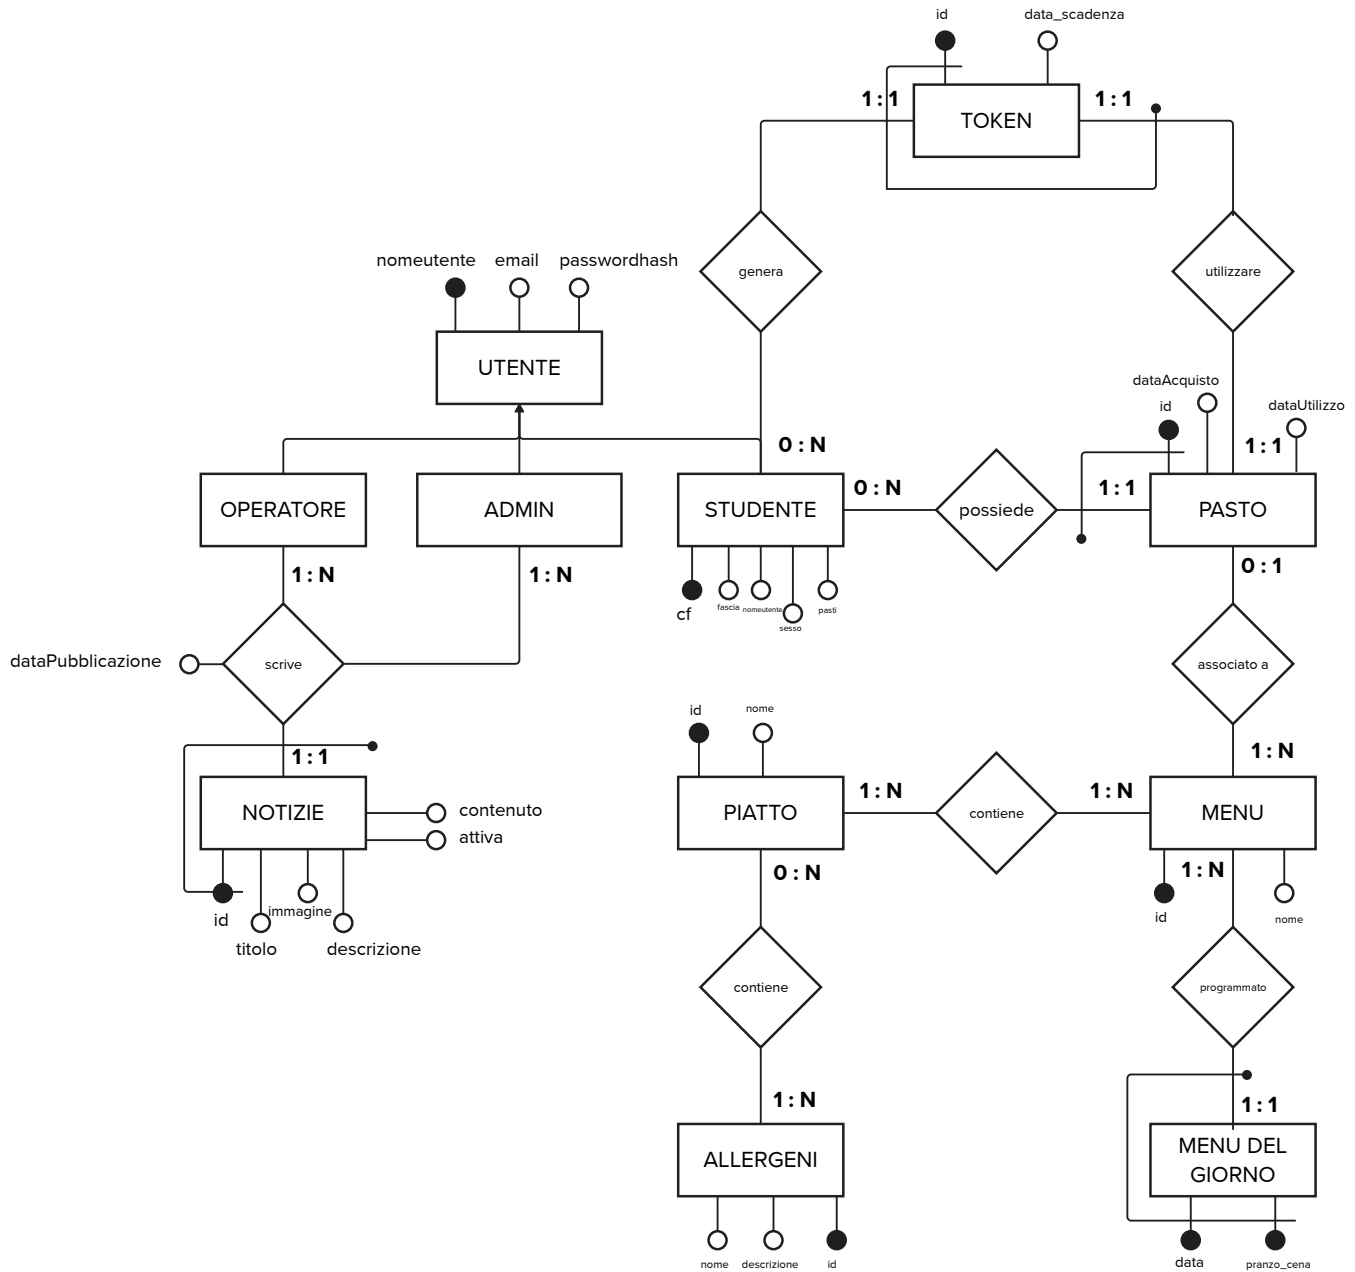 id
data_scadenza
1:1
TOKEN
1:1
genera
utilizzare
nomeutente
email
passwordhash
UTENTE
dataAcquisto
id
dataUtilizzo
0:N
1:1
OPERATORE
ADMIN
STUDENTE
0:N
possiede
1:1
PASTO
1:N
1:N
0:1
cf
fascia
nomeutente
sesso
pasti
dataPubblicazione
scrive
associato a
id
nome
1:1
1:N
NOTIZIE
contenuto
attiva
PIATTO
1:N
contiene
1:N
MENU
0:N
1:N
id
titolo
immagine
descrizione
id
nome
contiene
programmato
1:N
1:1
ALLERGENI
MENU DEL
GIORNO
nome
descrizione
id
data
pranzo_cena